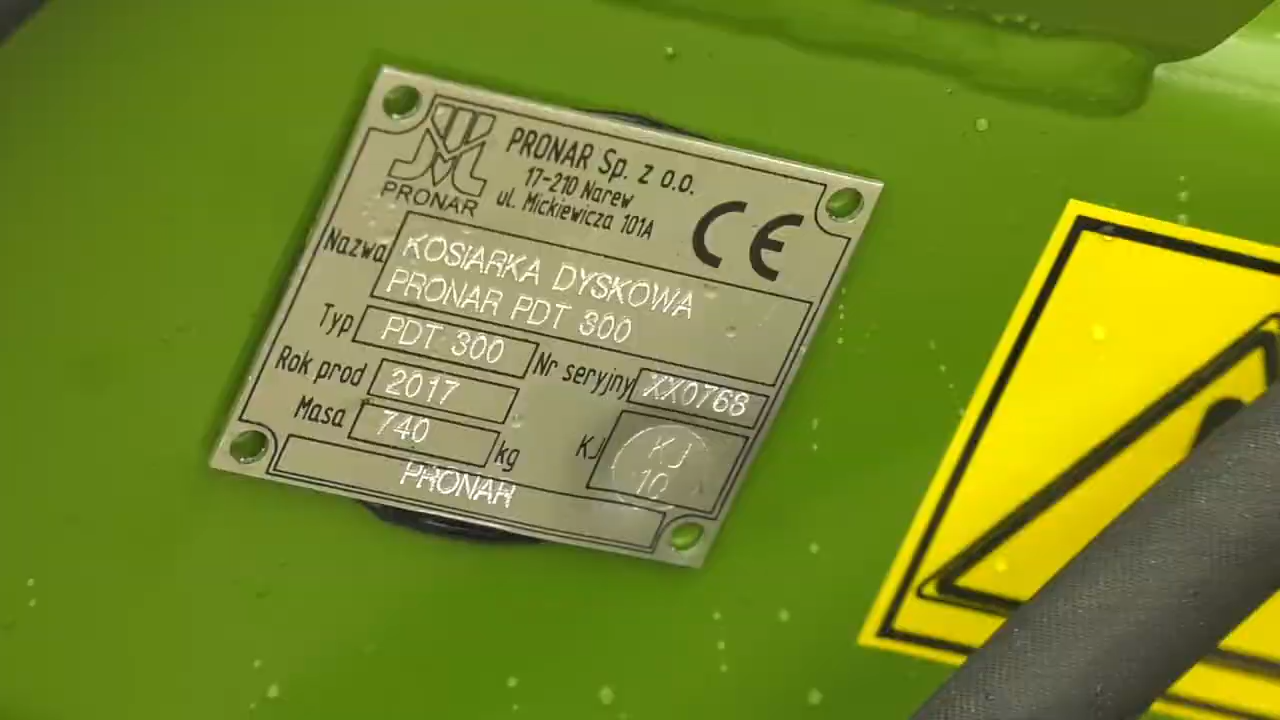 PRONAR
PRONAR Sp. z o.o.
17-210 Narew
ul. Mickiewicza 101A
CE
Nazwa KOSIARKA DYSKOWA
PRONAR PDT 300
Typ PDT 300
Nr seryjny XX0768
Rok prod 2017
Masa 740 kg
KJ KJ
10
PRONAR